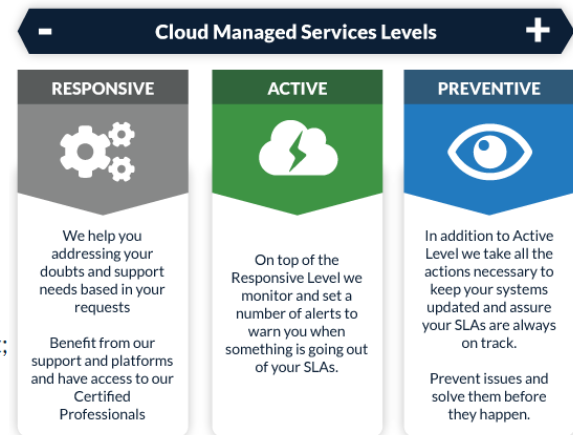 - Cloud Managed Services Levels +
RESPONSIVE
We help you
addressing your
doubts and support
needs based in your
requests
Benefit from our
support and platforms
and have access to our
Certified
Professionals
ACTIVE
On top of the
Responsive Level we
monitor and set a
number of alerts to
warn you when
something is going out
of your SLAs.
PREVENTIVE
In addition to Active
Level we take all the
actions necessary to
keep your systems
updated and assure
your SLAs are always
on track.
Prevent issues and
solve them before
they happen.